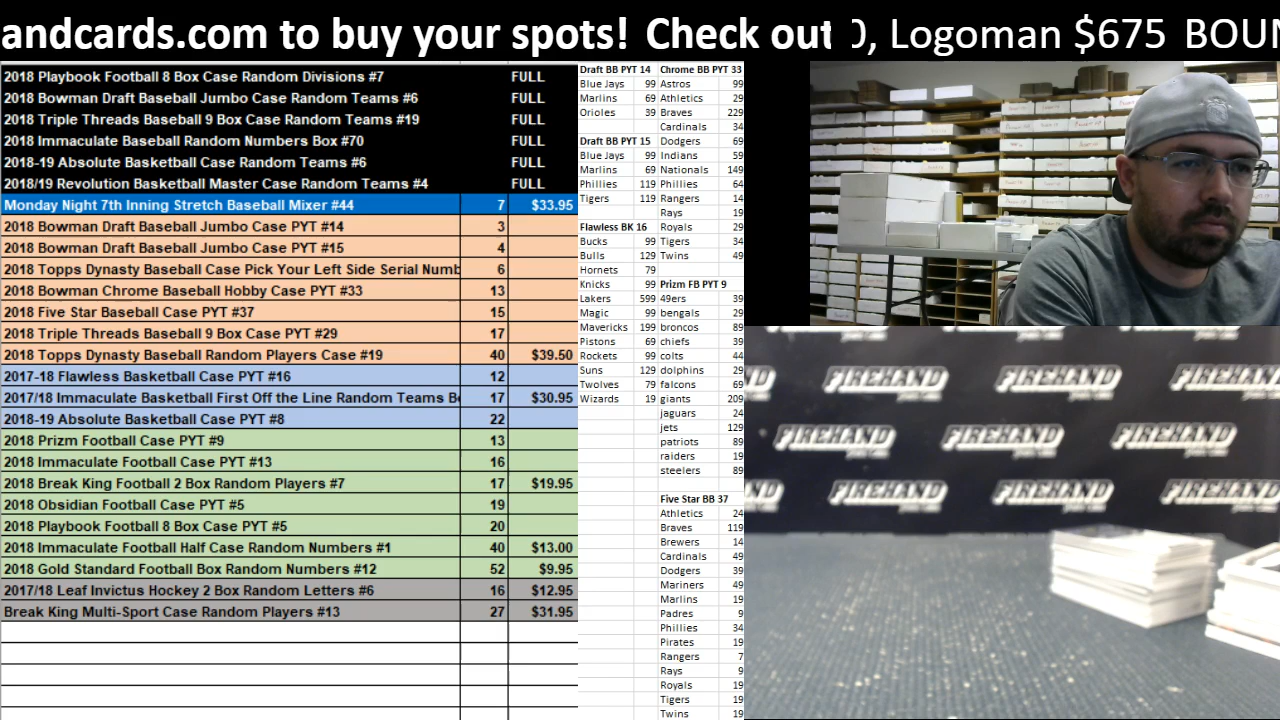 andcards.com to buy your spots! Check out
0, Logoman $675 BOUN
2018 Playbook Football 8 Box Case Random Divisions #7 FULL
2018 Bowman Draft Baseball Jumbo Case Random Teams #6 FULL
2018 Triple Threads Baseball 9 Box Case Random Teams #19 FULL
2018 Immaculate Baseball Random Numbers Box #70 FULL
2018-19 Absolute Basketball Case Random Teams #6 FULL
2018/19 Revolution Basketball Master Case Random Teams #4 FULL
Monday Night 7th Inning Stretch Baseball Mixer #44 7 $33.95
2018 Bowman Draft Baseball Jumbo Case PYT #14 3
2018 Bowman Draft Baseball Jumbo Case PYT #15 4
2018 Topps Dynasty Baseball Case Pick Your Left Side Serial Numb 6
2018 Bowman Chrome Baseball Hobby Case PYT #33 13
2018 Five Star Baseball Case PYT #37 15
2018 Triple Threads Baseball 9 Box Case PYT #29 17
2018 Topps Dynasty Baseball Random Players Case #19 40 $39.50
2017-18 Flawless Basketball Case PYT #16 12
2017/18 Immaculate Basketball First Off the Line Random Teams Bo 17 $30.95
2018-19 Absolute Basketball Case PYT #8 22
2018 Prizm Football Case PYT #9 13
2018 Immaculate Football Case PYT #13 16
2018 Break King Football 2 Box Random Players #7 17 $19.95
2018 Obsidian Football Case PYT #5 19
2018 Playbook Football 8 Box Case PYT #5 20
2018 Immaculate Football Half Case Random Numbers #1 40 $13.00
2018 Gold Standard Football Box Random Numbers #12 52 $9.95
2017/18 Leaf Invictus Hockey 2 Box Random Letters #6 16 $12.95
Break King Multi-Sport Case Random Players #13 27 $31.95
Draft BB PYT 14
Blue Jays 99
Marlins 69
Orioles 39
Draft BB PYT 15
Blue Jays 99
Marlins 69
Phillies 119
Tigers 119
Flawless BK 16
Bucks 99
Bulls 129
Hornets 79
Knicks 99
Lakers 599
Magic 99
Mavericks 199
Pistons 69
Rockets 99
Suns 129
Twolves 79
Wizards 19
Chrome BB PYT 33
Astros 99
Athletics 29
Braves 229
Cardinals 34
Dodgers 69
Indians 59
Nationals 149
Phillies 64
Rangers 14
Rays 19
Royals 29
Tigers 34
Twins 49
Prizm FB PYT 9
49ers 39
bengals 29
broncos 89
chiefs 39
colts 44
dolphins 29
falcons 69
giants 209
jaguars 24
jets 129
patriots 89
raiders 19
steelers 89
Five Star BB 37
Athletics 24
Braves 119
Brewers 14
Cardinals 49
Dodgers 39
Mariners 49
Marlins 19
Padres 9
Phillies 34
Pirates 19
Rangers 7
Rays 9
Royals 19
Tigers 19
Twins 19
FIREHAND FIREHAND
FIREHAND FIREHAND FIREHAND
FIREHAND FIREHAND FIREHAND